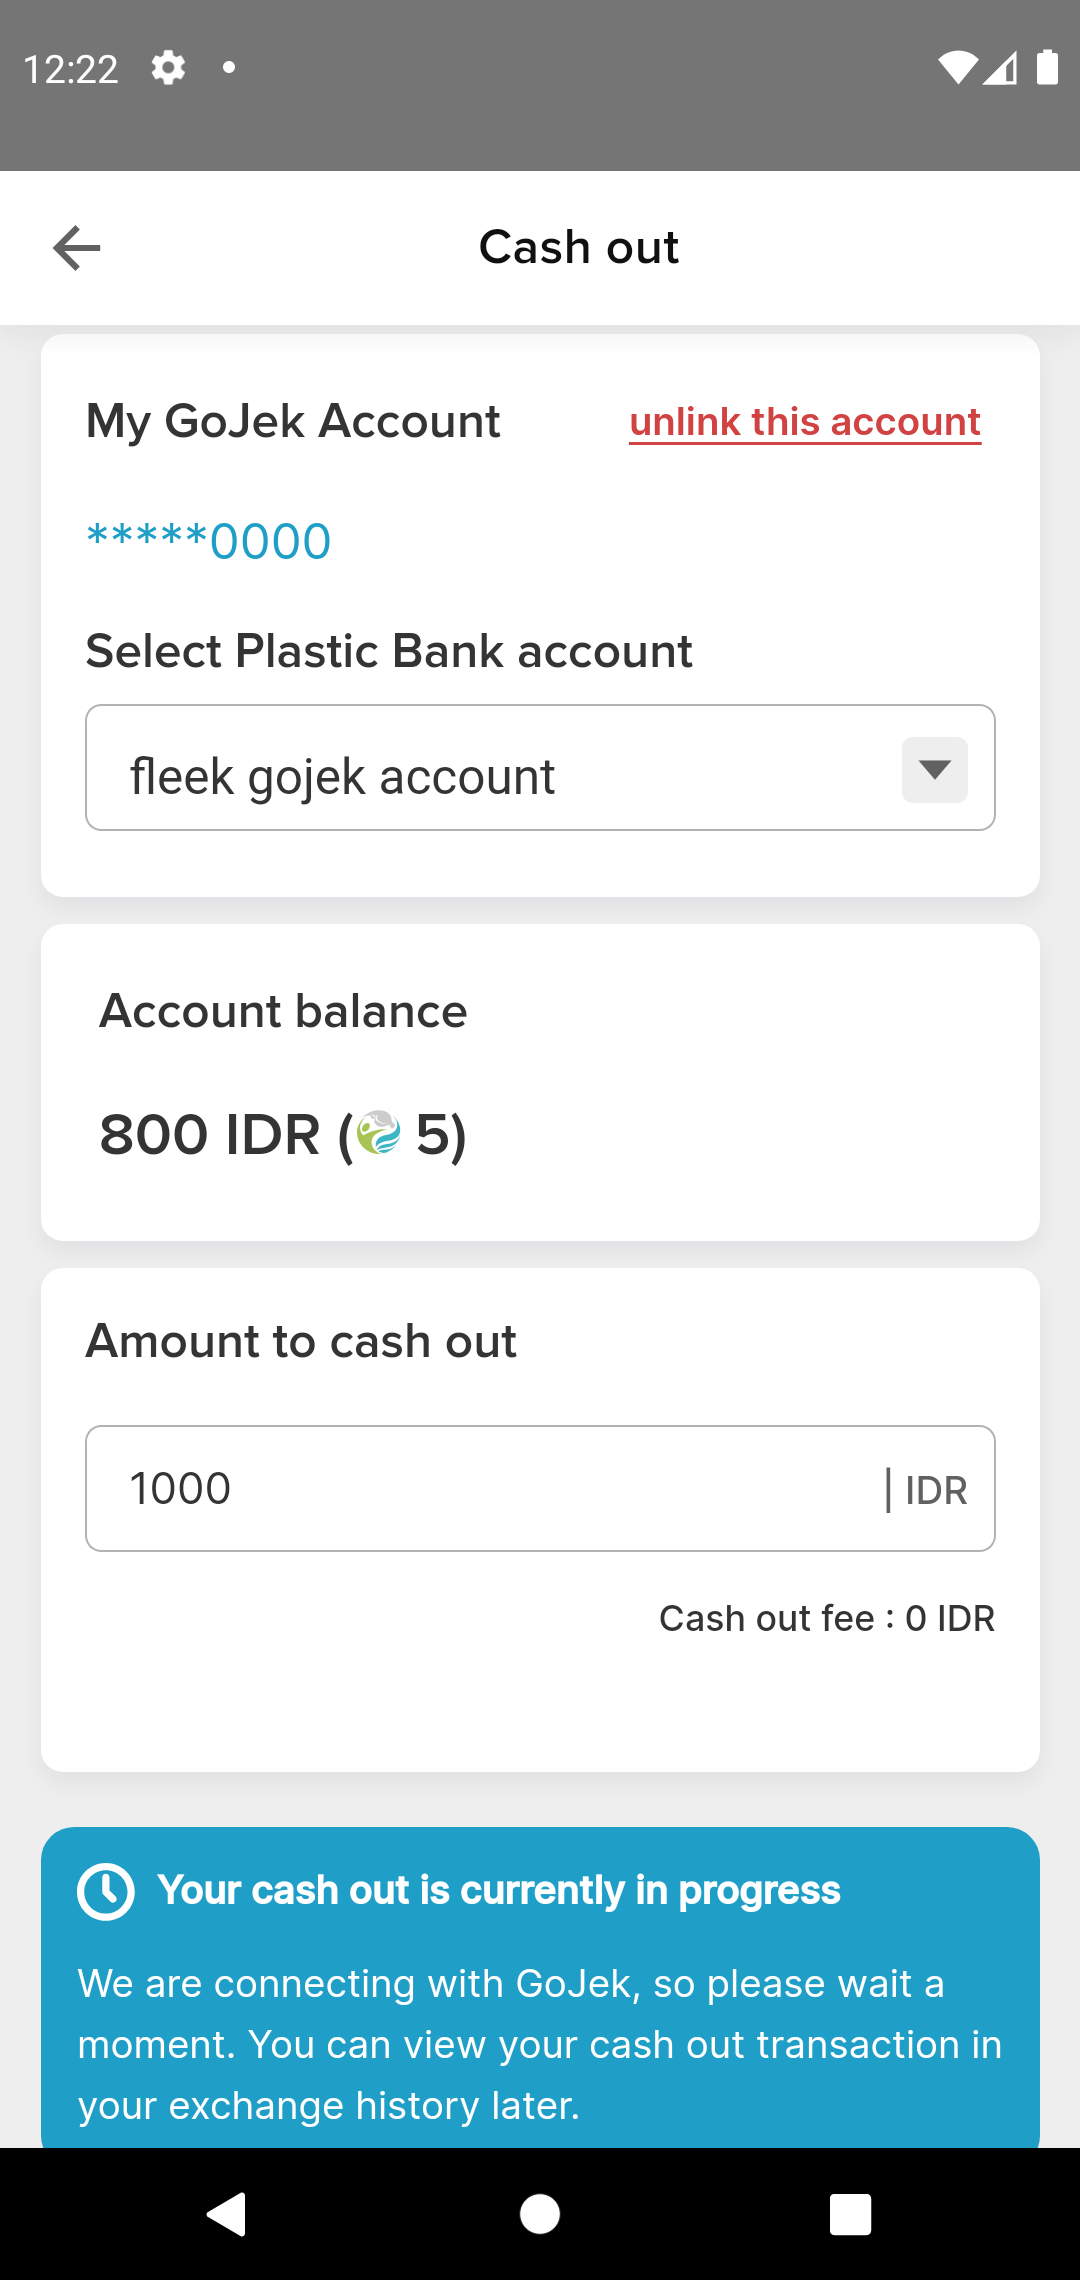 12:22
Cash out
My GoJek Account unlink this account
*****0000
Select Plastic Bank account
fleek gojek account
Account balance
800 IDR ( 5)
Amount to cash out
1000 | IDR
Cash out fee : 0 IDR
Your cash out is currently in progress
We are connecting with GoJek, so please wait a
moment. You can view your cash out transaction in
your exchange history later.